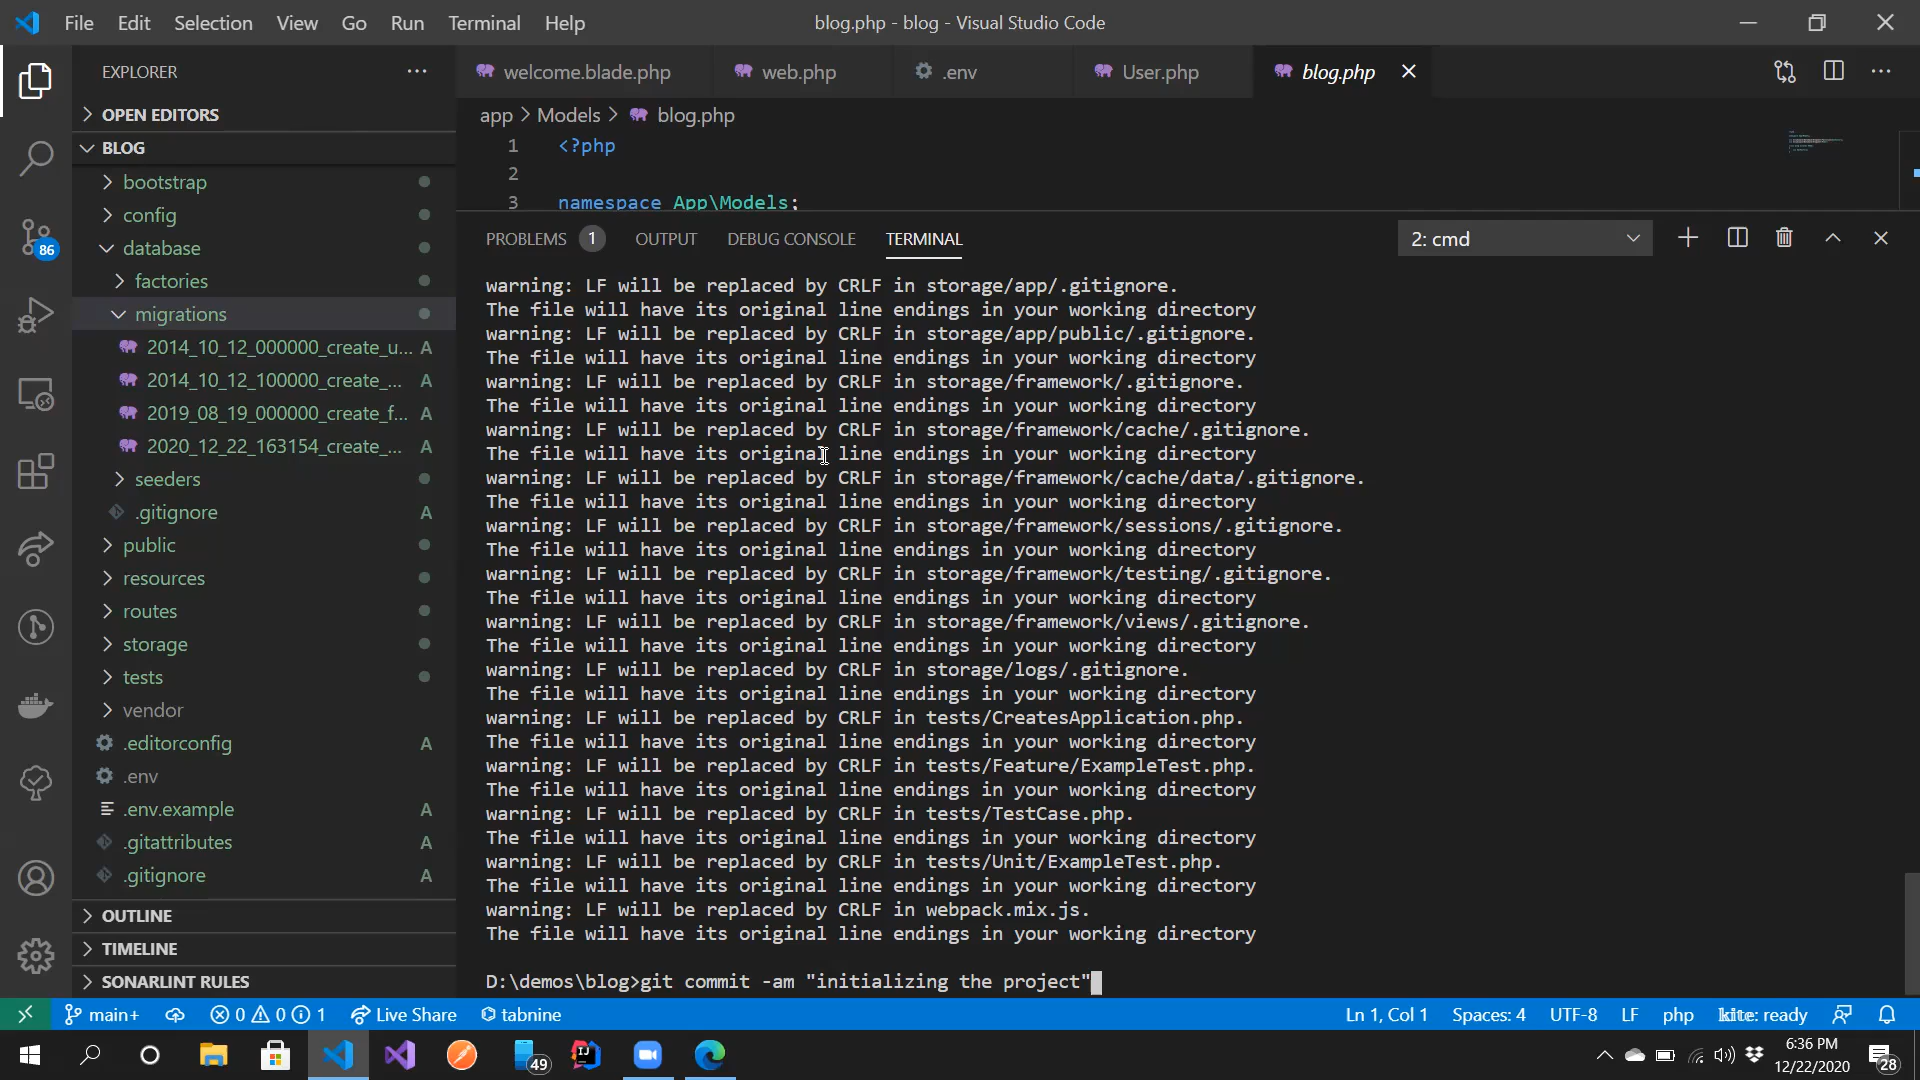 File Edit Selection View Go Run Terminal Help
blog.php - blog - Visual Studio Code
EXPLORER
OPEN EDITORS
BLOG
bootstrap
config
database
factories
migrations
2014_10_12_000000_create_u... A
2014_10_12_100000_create_... A
2019_08_19_000000_create_f... A
2020_12_22_163154_create_... A
seeders
.gitignore A
public
resources
routes
storage
tests
vendor
.editorconfig A
.env
.env.example A
.gitattributes A
.gitignore A
OUTLINE
TIMELINE
SONARLINT RULES
86
welcome.blade.php web.php .env User.php blog.php
app > Models > blog.php
1 <?php
2
3 namespace App\Models;
PROBLEMS 1 OUTPUT DEBUG CONSOLE TERMINAL 2: cmd
warning: LF will be replaced by CRLF in storage/app/.gitignore.
The file will have its original line endings in your working directory
warning: LF will be replaced by CRLF in storage/app/public/.gitignore.
The file will have its original line endings in your working directory
warning: LF will be replaced by CRLF in storage/framework/.gitignore.
The file will have its original line endings in your working directory
warning: LF will be replaced by CRLF in storage/framework/cache/.gitignore.
The file will have its original line endings in your working directory
warning: LF will be replaced by CRLF in storage/framework/cache/data/.gitignore.
The file will have its original line endings in your working directory
warning: LF will be replaced by CRLF in storage/framework/sessions/.gitignore.
The file will have its original line endings in your working directory
warning: LF will be replaced by CRLF in storage/framework/testing/.gitignore.
The file will have its original line endings in your working directory
warning: LF will be replaced by CRLF in storage/framework/views/.gitignore.
The file will have its original line endings in your working directory
warning: LF will be replaced by CRLF in storage/logs/.gitignore.
The file will have its original line endings in your working directory
warning: LF will be replaced by CRLF in tests/CreatesApplication.php.
The file will have its original line endings in your working directory
warning: LF will be replaced by CRLF in tests/Feature/ExampleTest.php.
The file will have its original line endings in your working directory
warning: LF will be replaced by CRLF in tests/TestCase.php.
The file will have its original line endings in your working directory
warning: LF will be replaced by CRLF in tests/Unit/ExampleTest.php.
The file will have its original line endings in your working directory
warning: LF will be replaced by CRLF in webpack.mix.js.
The file will have its original line endings in your working directory
D:\demos\blog>git commit -am "initializing the project"
main+ 0 0 1 Live Share tabnine Ln 1, Col 1 Spaces: 4 UTF-8 LF php kite: ready
49 6:36 PM
12/22/2020 28